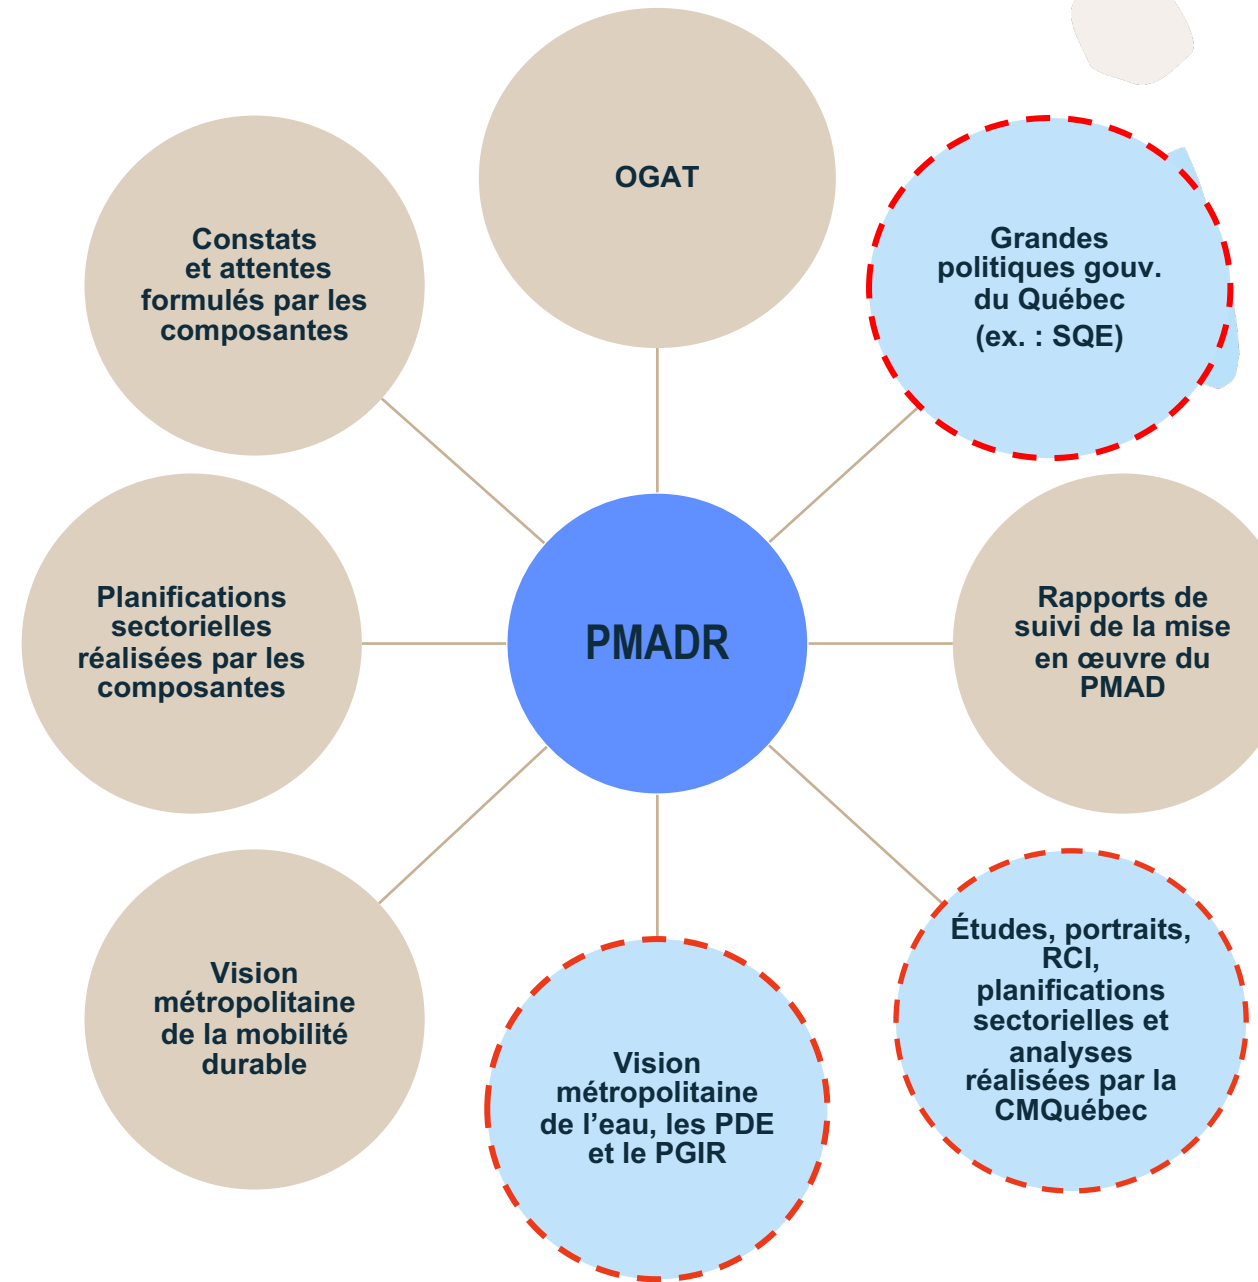 OGAT
Grandes
politiques gouv.
du Québec
(ex. : SQE)
Constats
et attentes
formulés par les
composantes
Planifications
sectorielles
réalisées par les
composantes
PMADR
Rapports de
suivi de la mise
en œuvre du
PMAD
Vision
métropolitaine
de la mobilité
durable
Vision
métropolitaine
de l’eau, les PDE
et le PGIR
Études, portraits,
RCI,
planifications
sectorielles et
analyses
réalisées par la
CMQuébec